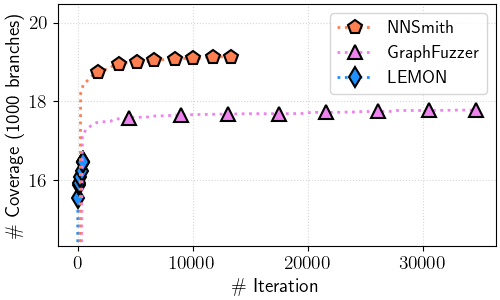 # Coverage (1000 branches)
20
18
16
NNSmith
GraphFuzzer
LEMON
0
10000
20000
30000
# Iteration